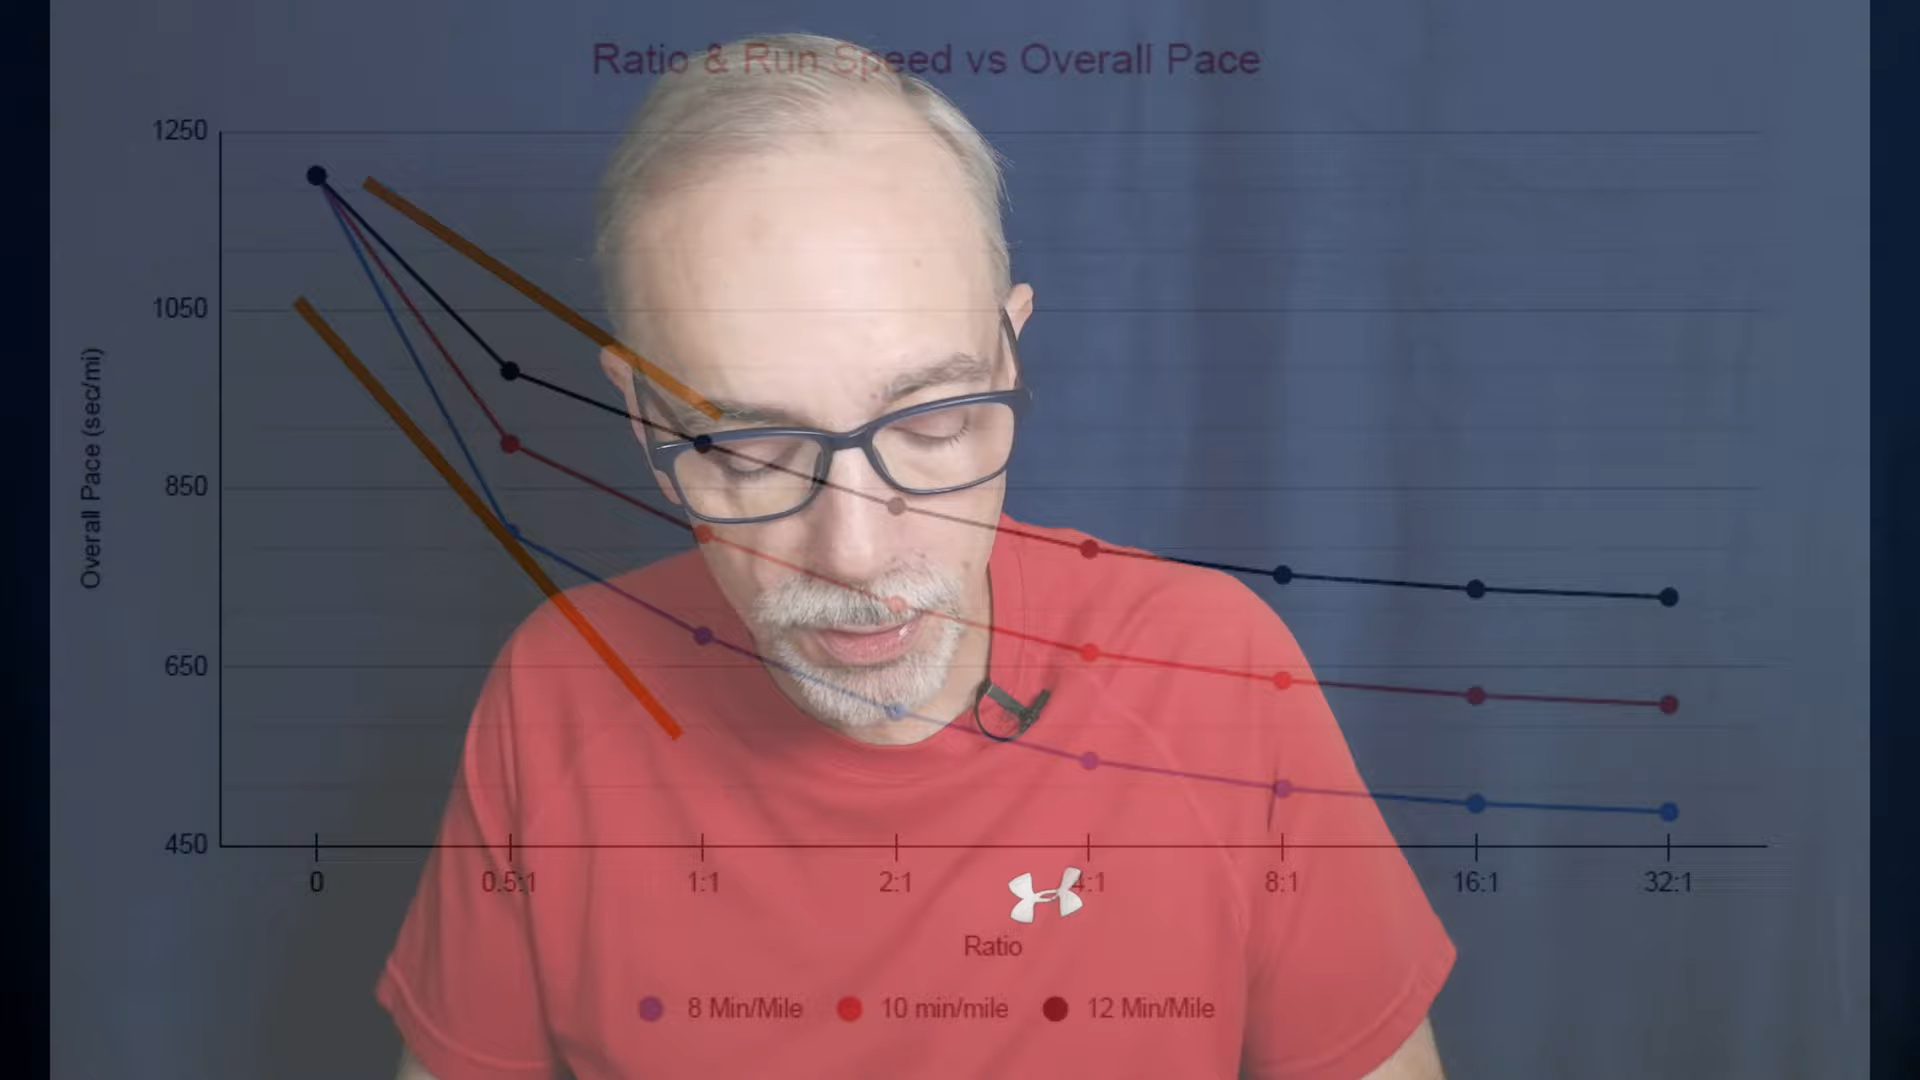 Ratio & Run Speed vs Overall Pace
1250
1050
850
650
450
Overall Pace (sec/mi)
0 0.5:1 1:1 2:1 4:1 8:1 16:1 32:1
Ratio
8 Min/Mile 10 min/mile 12 Min/Mile